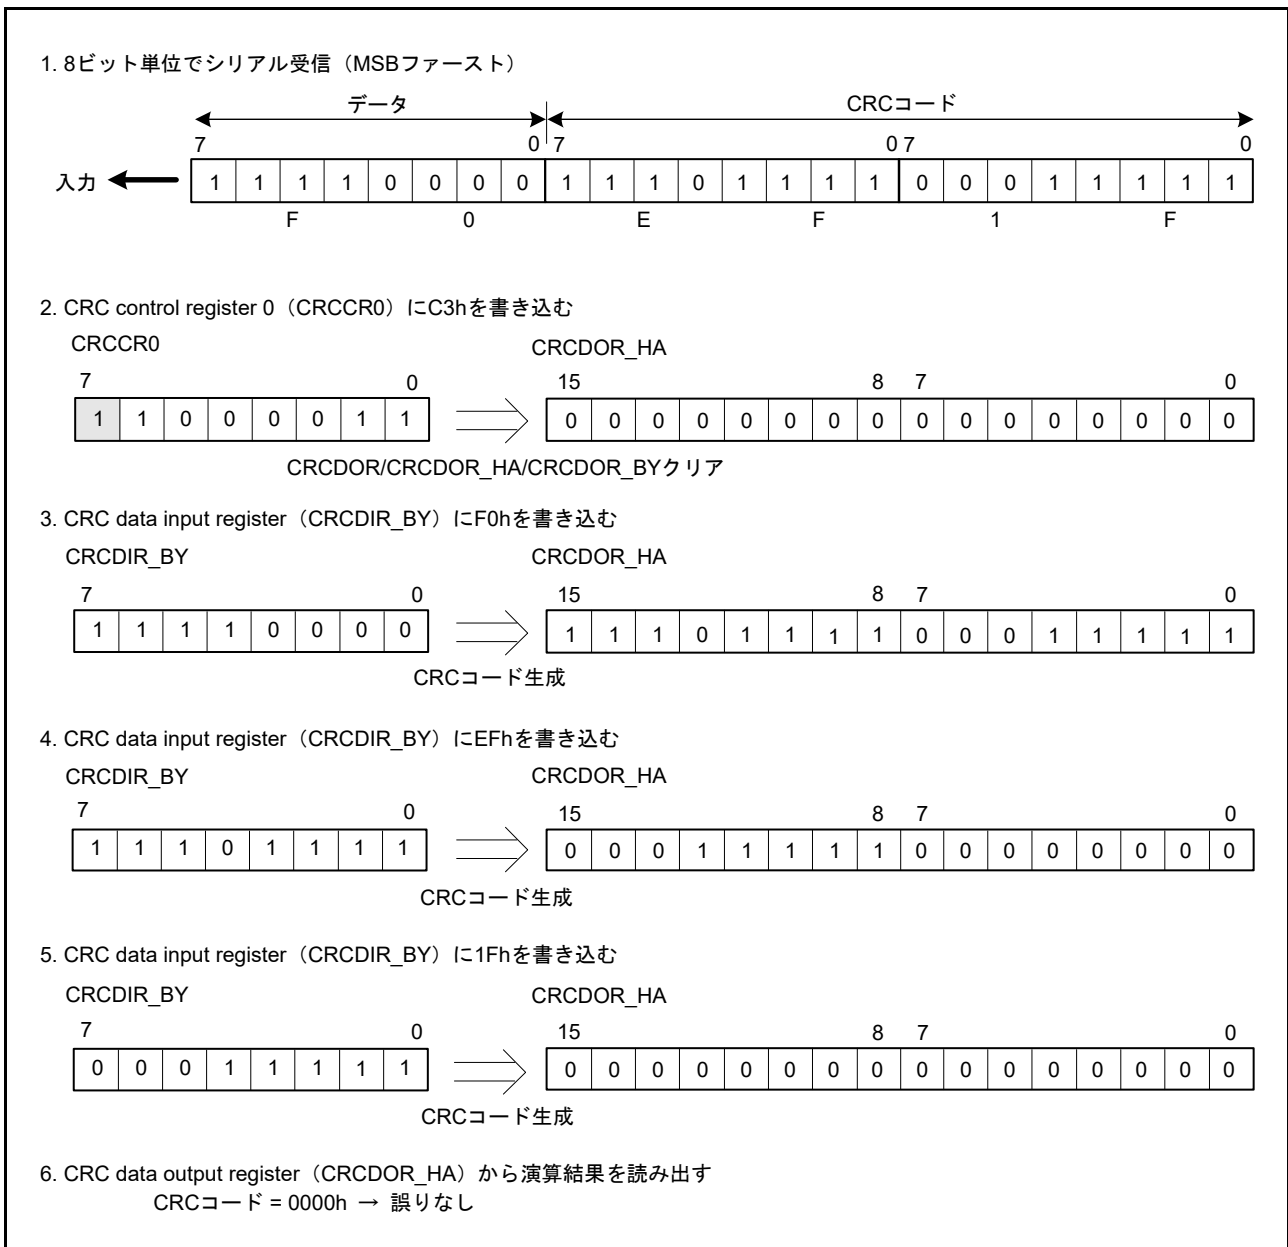 1. 8ビット単位でシリアル受信（MSBファースト）
データ CRCコード
7 0 7 0 7 0
入力 1 1 1 1 0 0 0 0 1 1 1 0 1 1 1 1 0 0 0 1 1 1 1 1
F 0 E F 1 F
2. CRC control register 0（CRCCR0）にC3hを書き込む
CRCCR0 CRCDOR_HA
7 0 15 8 7 0
1 1 0 0 0 0 1 1 0 0 0 0 0 0 0 0 0 0 0 0 0 0 0 0
CRCDOR/CRCDOR_HA/CRCDOR_BYクリア
3. CRC data input register（CRCDIR_BY）にF0hを書き込む
CRCDIR_BY CRCDOR_HA
7 0 15 8 7 0
1 1 1 1 0 0 0 0 1 1 1 0 1 1 1 1 0 0 0 1 1 1 1 1
CRCコード生成
4. CRC data input register（CRCDIR_BY）にEFhを書き込む
CRCDIR_BY CRCDOR_HA
7 0 15 8 7 0
1 1 1 0 1 1 1 1 0 0 0 1 1 1 1 1 0 0 0 0 0 0 0 0
CRCコード生成
5. CRC data input register（CRCDIR_BY）に1Fhを書き込む
CRCDIR_BY CRCDOR_HA
7 0 15 8 7 0
0 0 0 1 1 1 1 1 0 0 0 0 0 0 0 0 0 0 0 0 0 0 0 0
CRCコード生成
6. CRC data output register（CRCDOR_HA）から演算結果を読み出す
CRCコード = 0000h → 誤りなし